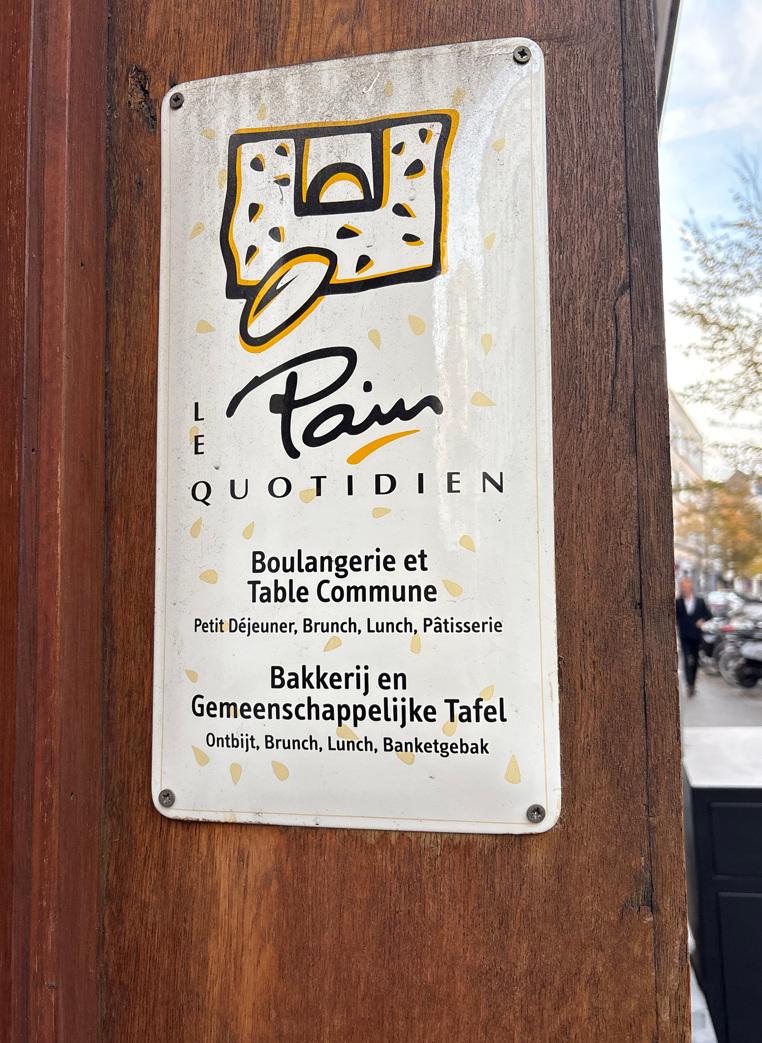 LE
Pain
QUOTIDIEN
Boulangerie et
Table Commune
Petit Déjeuner, Brunch, Lunch, Pâtisserie
Bakkerij en
Gemeenschappelijke Tafel
Ontbijt, Brunch, Lunch, Banketgebak